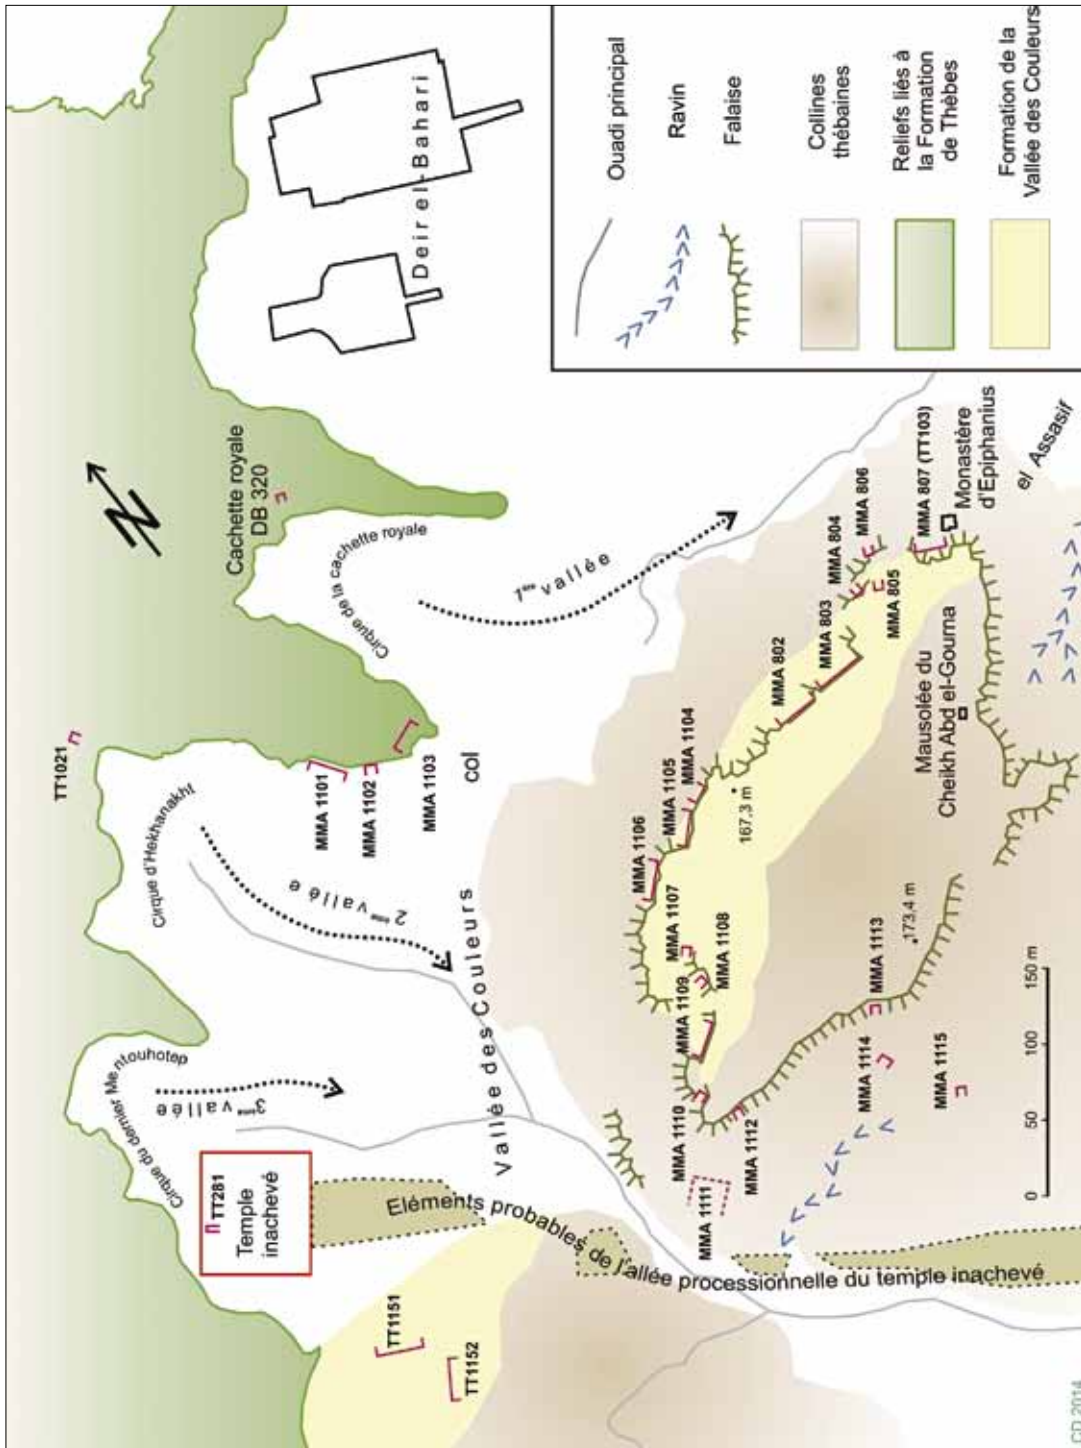 N
Cachette royale
DB 320
Cirque de la cachette royale
1ère vallée
Deir el-Bahari
TT1021
Cirque d'Hekhanakht
2ème vallée
MMA 1101
MMA 1102
MMA 1103
col
Cirque du dernier Mentouhotep
3ème vallée
Vallée des Couleurs
TT281
Temple
inachevé
Eléments probables de l'allée processionnelle du temple inachevé
TT1151
TT1152
MMA 1104
MMA 1105
MMA 1106
MMA 1107
MMA 1108
MMA 1109
MMA 1110
MMA 1111
MMA 1112
MMA 1113
MMA 1114
MMA 1115
167,3 m
173,4 m
MMA 802
MMA 803
MMA 804
MMA 805
MMA 806
MMA 807 (TT103)
Monastère
d'Epiphanius
el Assasif
Mausolée du
Cheikh Abd el-Gourna
0 50 100 150 m
Ouadi principal
Ravin
Falaise
Collines
thébaines
Reliefs liés à
la Formation
de Thèbes
Formation de la
Vallée des Couleurs
CD 2014